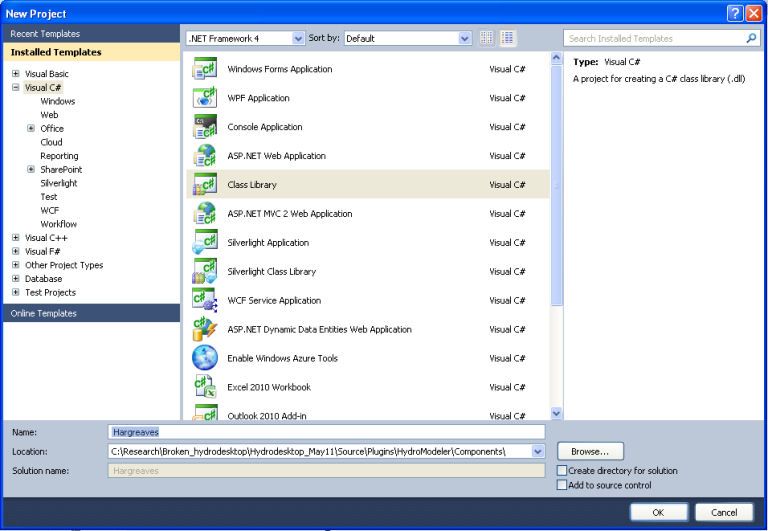 New Project
Recent Templates
Installed Templates
Visual Basic
Visual C#
Windows
Web
Office
Cloud
Reporting
SharePoint
Silverlight
Test
WCF
Workflow
Visual C++
Visual F#
Other Project Types
Database
Test Projects
Online Templates
.NET Framework 4 Sort by: Default
Windows Forms Application Visual C#
WPF Application Visual C#
Console Application Visual C#
ASP.NET Web Application Visual C#
Class Library Visual C#
ASP.NET MVC 2 Web Application Visual C#
Silverlight Application Visual C#
Silverlight Class Library Visual C#
WCF Service Application Visual C#
ASP.NET Dynamic Data Entities Web Application Visual C#
Enable Windows Azure Tools Visual C#
Excel 2010 Workbook Visual C#
Outlook 2010 Add-in Visual C#
Search Installed Templates
Type: Visual C#
A project for creating a C# class library (.dll)
Name: Hargreaves
Location: C:\Research\Broken_hydrodesktop\Hydrodesktop_May11\Source\Plugins\HydroModeler\Components\ Browse...
Solution name: Hargreaves
Create directory for solution
Add to source control
OK Cancel